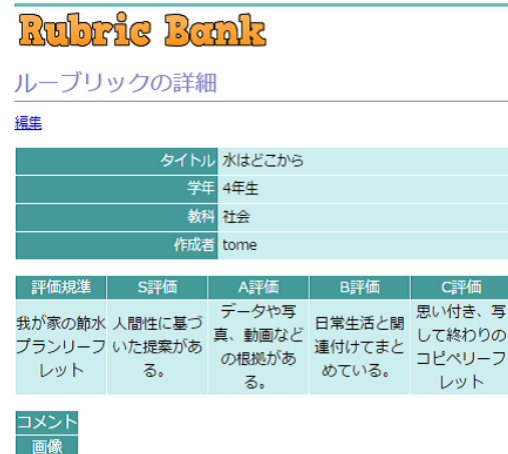 Rubric Bank
ルーブリックの詳細
編集
タイトル 水はどこから
学年 4年生
教科 社会
作成者 tome
評価規準 S評価 A評価 B評価 C評価
我が家の節水プランリーフレット
人間性に基づいた提案がある。
データや写真、動画などの根拠がある。
日常生活と関連付けてまとめている。
思い付き、写して終わりのコピペリーフレット
コメント
画像